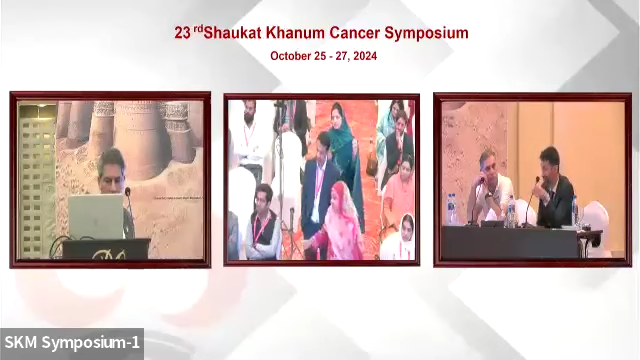 23rdShaukat Khanum Cancer Symposium
October 25 - 27, 2024
SKM Symposium-1